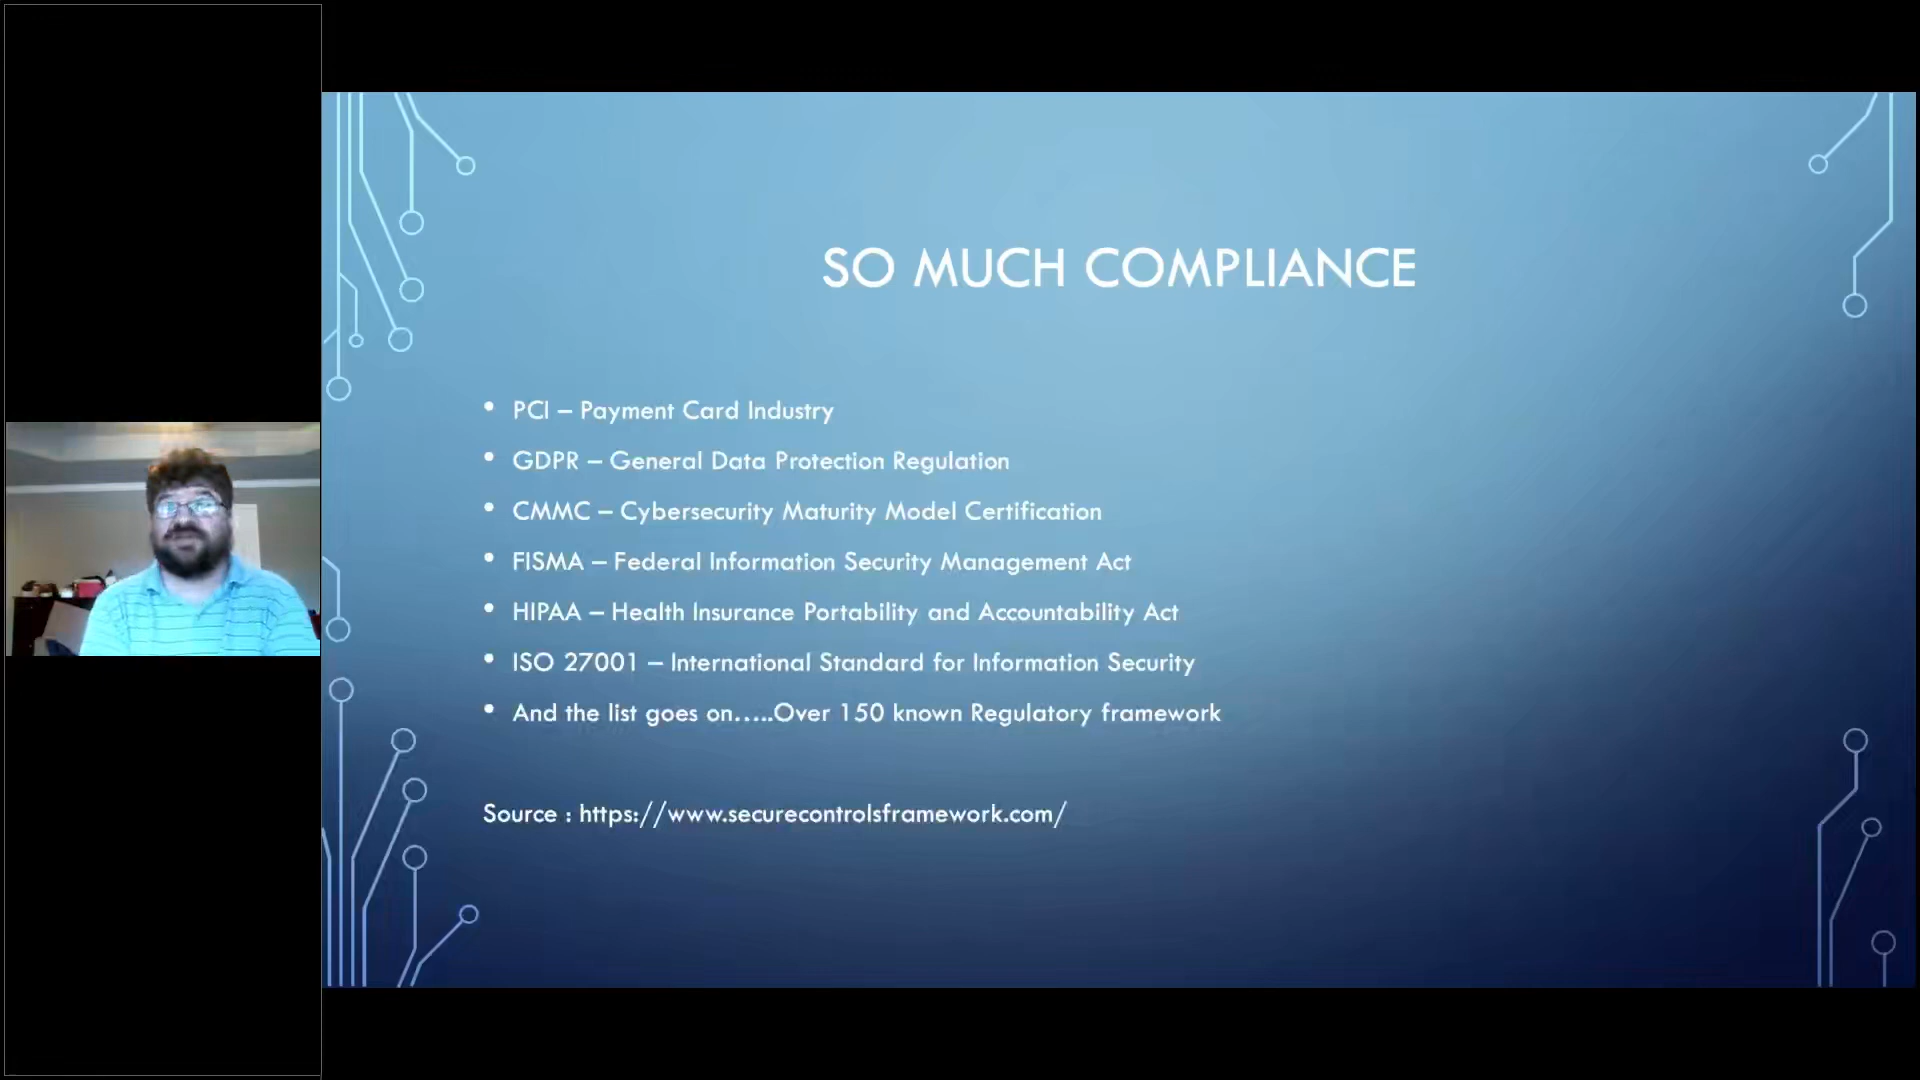 SO MUCH COMPLIANCE
• PCI – Payment Card Industry
• GDPR – General Data Protection Regulation
• CMMC – Cybersecurity Maturity Model Certification
• FISMA – Federal Information Security Management Act
• HIPAA – Health Insurance Portability and Accountability Act
• ISO 27001 – International Standard for Information Security
• And the list goes on.....Over 150 known Regulatory framework
Source : https://www.securecontrolsframework.com/